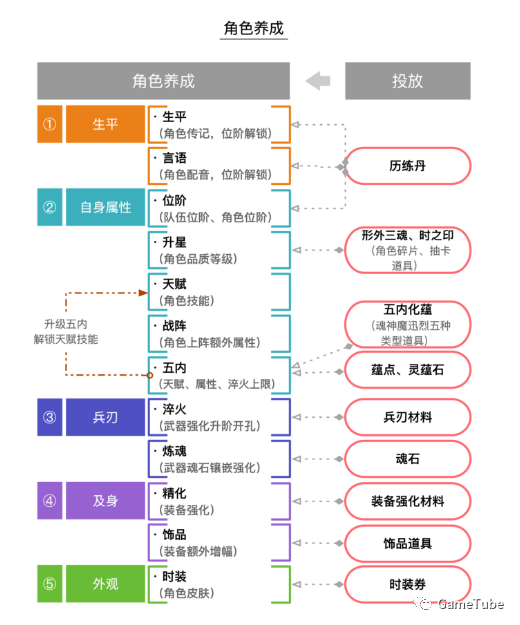 角色养成
角色养成
投放
① 生平
· 生平
（角色传记，位阶解锁）
· 言语
（角色配音，位阶解锁）
历练丹
② 自身属性
· 位阶
（队伍位阶、角色位阶）
· 升星
（角色品质等级）
形外三魂、时之印
（角色碎片、抽卡
道具）
· 天赋
（角色技能）
· 战阵
（角色上阵额外属性）
五内化蕴
（魂神魔迅烈五种
类型道具）
升级五内
解锁天赋技能
· 五内
（天赋、属性、淬火上限）
蕴点、灵蕴石
③ 兵刃
· 淬火
（武器强化升阶开孔）
兵刃材料
· 炼魂
（武器魂石镶嵌强化）
魂石
④ 及身
· 精化
（装备强化）
装备强化材料
· 饰品
（装备额外增幅）
饰品道具
⑤ 外观
· 时装
（角色皮肤）
时装券
GameTube